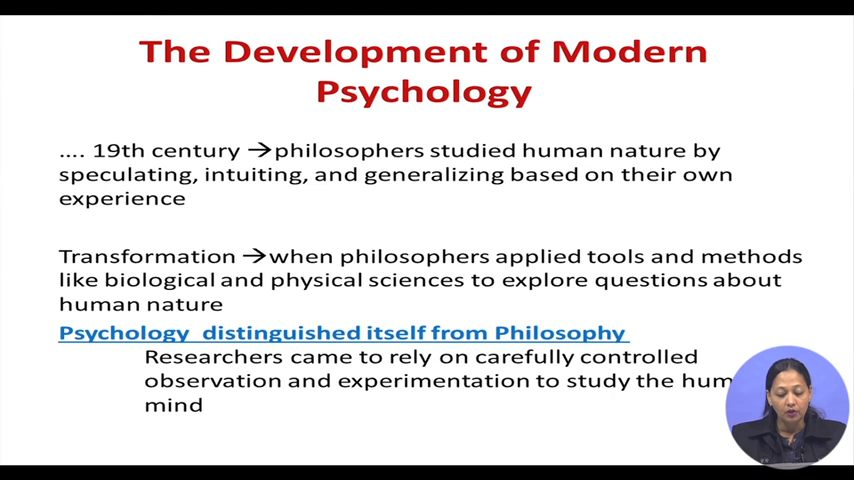 The Development of Modern
Psychology
.... 19th century →philosophers studied human nature by
speculating, intuiting, and generalizing based on their own
experience
Transformation →when philosophers applied tools and methods
like biological and physical sciences to explore questions about
human nature
Psychology distinguished itself from Philosophy
Researchers came to rely on carefully controlled
observation and experimentation to study the hum
mind